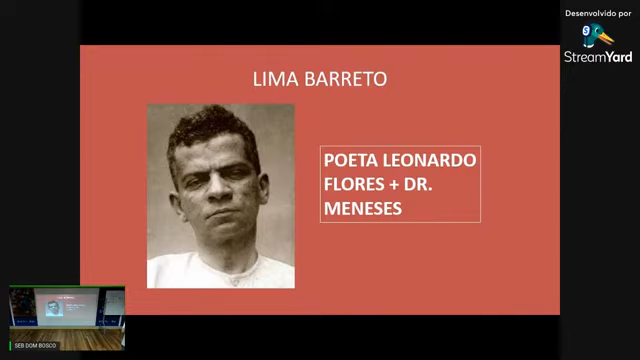 Desenvolvido por
StreamYard
LIMA BARRETO
POETA LEONARDO
FLORES + DR.
MENESES
SEB DOM BOSCO